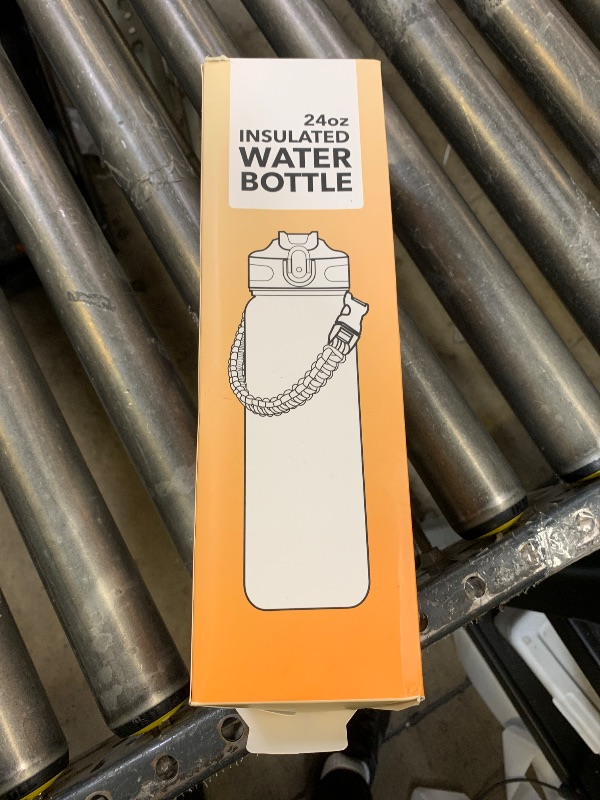 24oz
INSULATED
WATER
BOTTLE